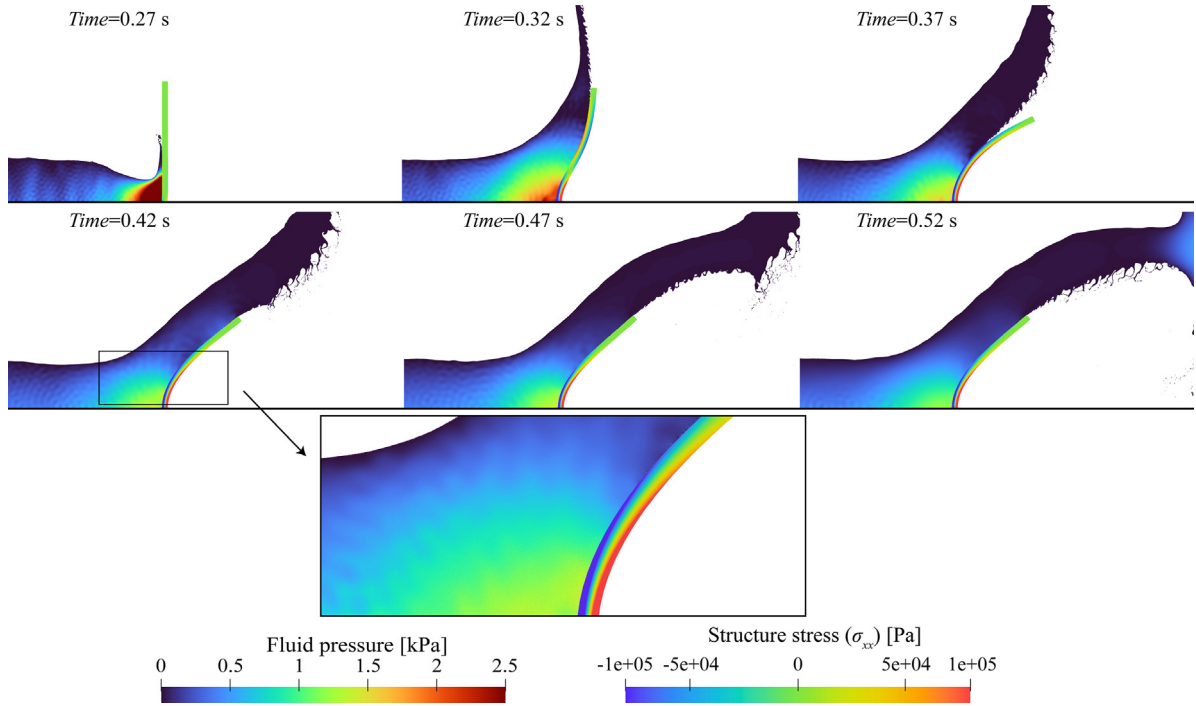 Time=0.27 s
Time=0.32 s
Time=0.37 s
Time=0.42 s
Time=0.47 s
Time=0.52 s
Fluid pressure [kPa]
0 0.5 1 1.5 2 2.5
Structure stress (σxx) [Pa]
-1e+05 -5e+04 0 5e+04 1e+05